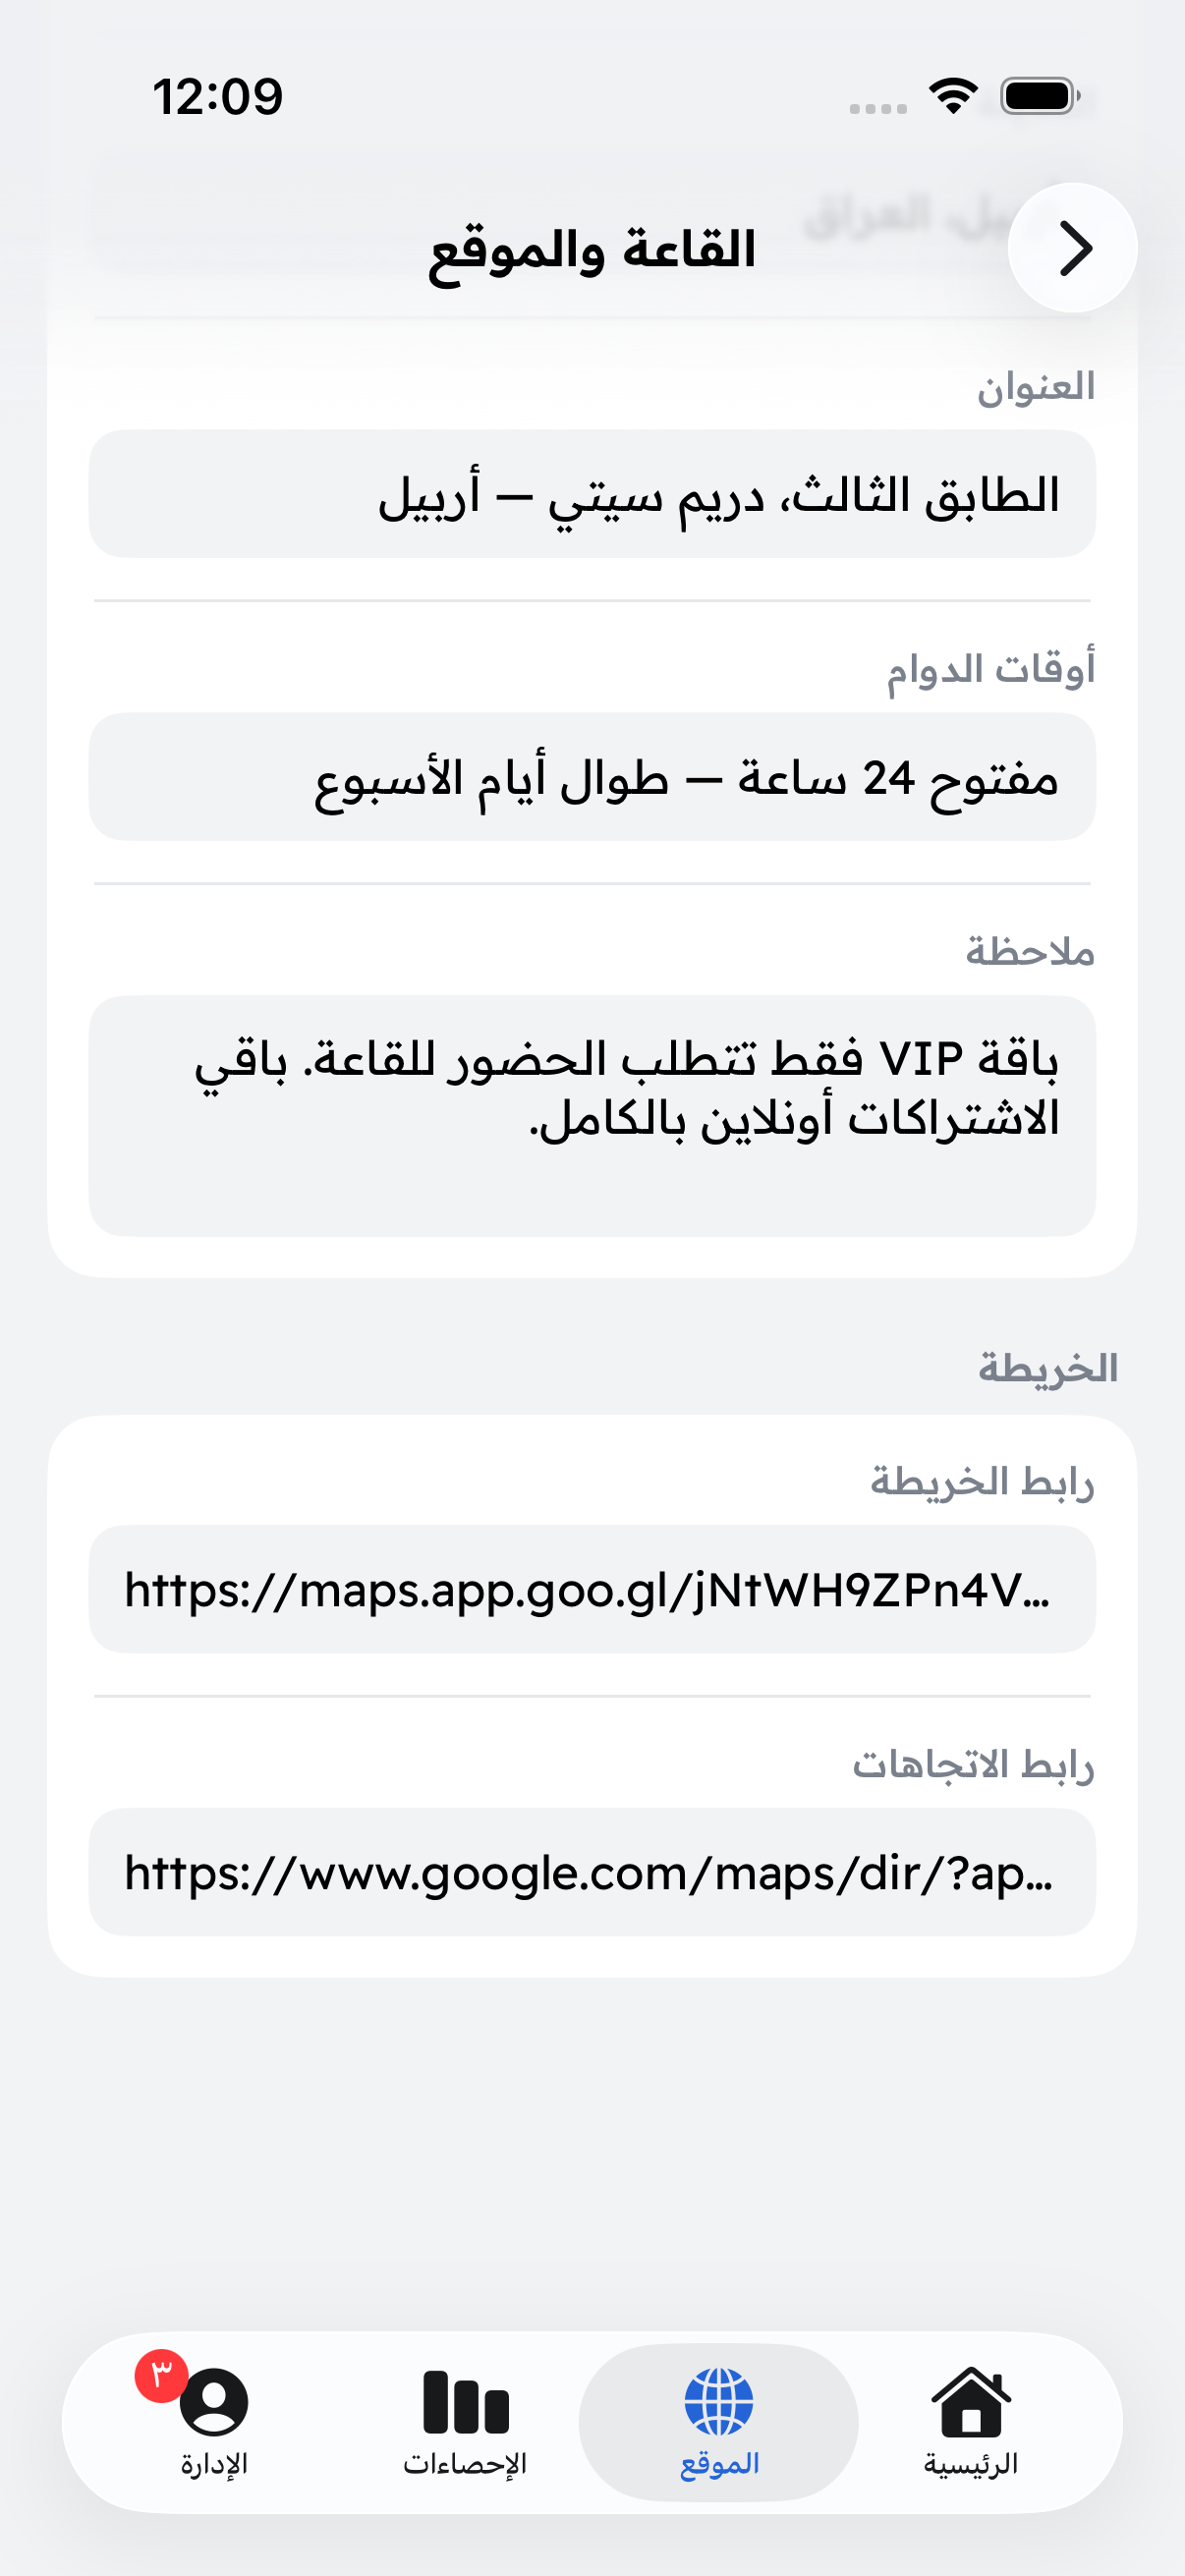 12:09
القاعة والموقع
العنوان
الطابق الثالث، دريم سيتي — أربيل
أوقات الدوام
مفتوح 24 ساعة — طوال أيام الأسبوع
ملاحظة
باقة VIP فقط تتطلب الحضور للقاعة. باقي
الاشتراكات أونلاين بالكامل.
الخريطة
رابط الخريطة
https://maps.app.goo.gl/jNtWH9ZPn4V...
رابط الاتجاهات
https://www.google.com/maps/dir/?ap...
الرئيسية
الموقع
الإحصاءات
٣
الإدارة